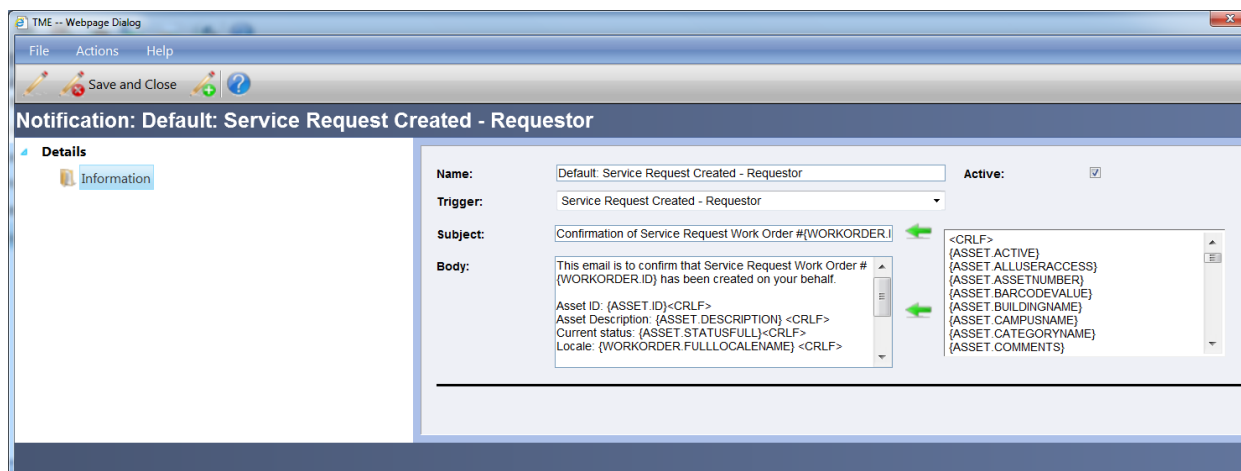 TME -- Webpage Dialog
File Actions Help
Save and Close
Notification: Default: Service Request Created - Requestor
Details
Information
Name: Default: Service Request Created - Requestor Active:
Trigger: Service Request Created - Requestor
Subject: Confirmation of Service Request Work Order #{WORKORDER.I
Body: This email is to confirm that Service Request Work Order #
{WORKORDER.ID} has been created on your behalf.
Asset ID: {ASSET.ID}<CRLF>
Asset Description: {ASSET.DESCRIPTION} <CRLF>
Current status: {ASSET.STATUSFULL}<CRLF>
Locale: {WORKORDER.FULLLOCALENAME} <CRLF>
<CRLF>
{ASSET.ACTIVE}
{ASSET.ALLUSERACCESS}
{ASSET.ASSETNUMBER}
{ASSET.BARCODEVALUE}
{ASSET.BUILDINGNAME}
{ASSET.CAMPUSNAME}
{ASSET.CATEGORYNAME}
{ASSET.COMMENTS}